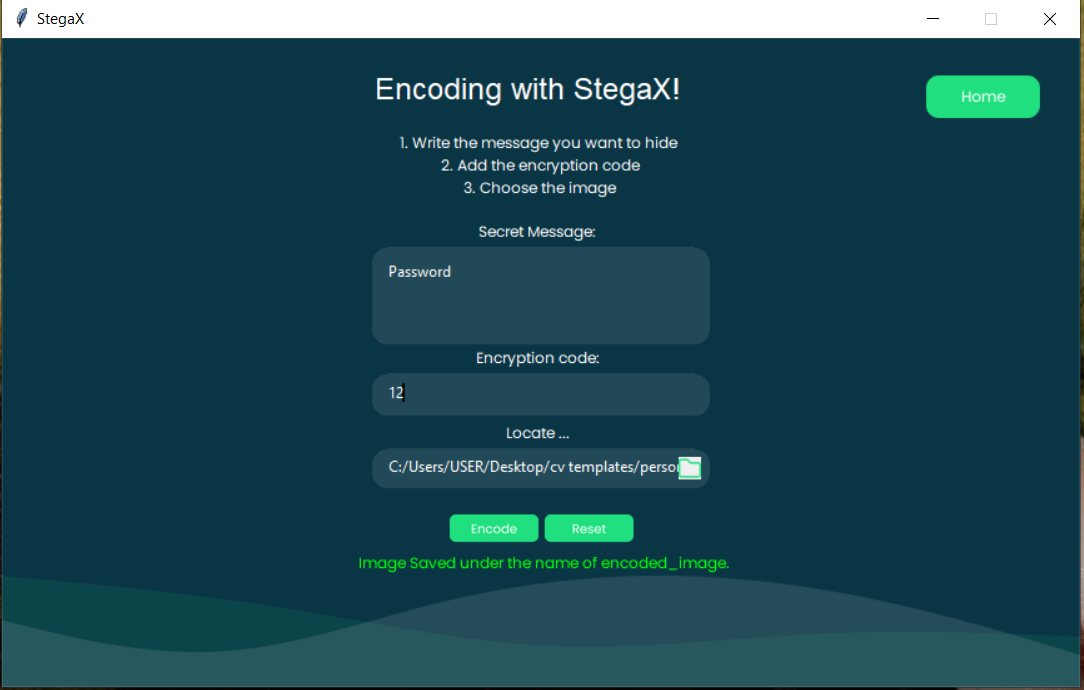 StegaX
Encoding with StegaX!
Home
1. Write the message you want to hide
2. Add the encryption code
3. Choose the image
Secret Message:
Password
Encryption code:
12
Locate ...
C:/Users/USER/Desktop/cv templates/perso
Encode
Reset
Image Saved under the name of encoded_image.